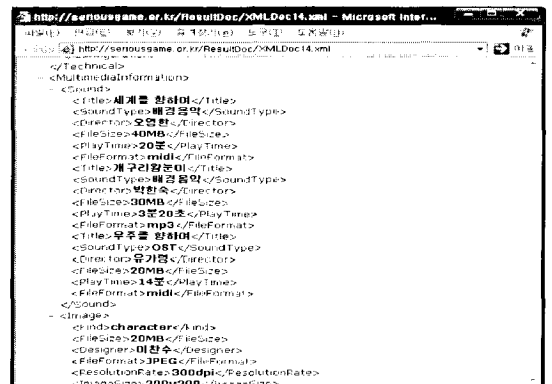 http://seriousgame.or.kr/ResultDoc/XMLDoc14.xml - Microsoft Inter...
http://seriousgame.or.kr/ResultDoc/XMLDoc14.xml
</Technical>
- <MultimediaInformation>
- <Sound>
<Title>세계를 향하여</Title>
<SoundType>배경음악</SoundType>
<Director>오영환</Director>
<FileSize>40MB</FileSize>
<PlayTime>20분</PlayTime>
<FileFormat>midi</FileFormat>
<Title>개구리왕눈이</Title>
<SoundType>배경음악</SoundType>
<Director>박한숙</Director>
<FileSize>30MB</FileSize>
<PlayTime>3분20초</PlayTime>
<FileFormat>mp3</FileFormat>
<Title>우주를 향하여</Title>
<SoundType>OST</SoundType>
<Director>유가령</Director>
<FileSize>20MB</FileSize>
<PlayTime>14분</PlayTime>
<FileFormat>midi</FileFormat>
</Sound>
- <Image>
<Find>character</Find>
<FileSize>20MB</FileSize>
<Designer>이찬수</Designer>
<FileFormat>JPEG</FileFormat>
<ResolutionRate>300dpi</ResolutionRate>